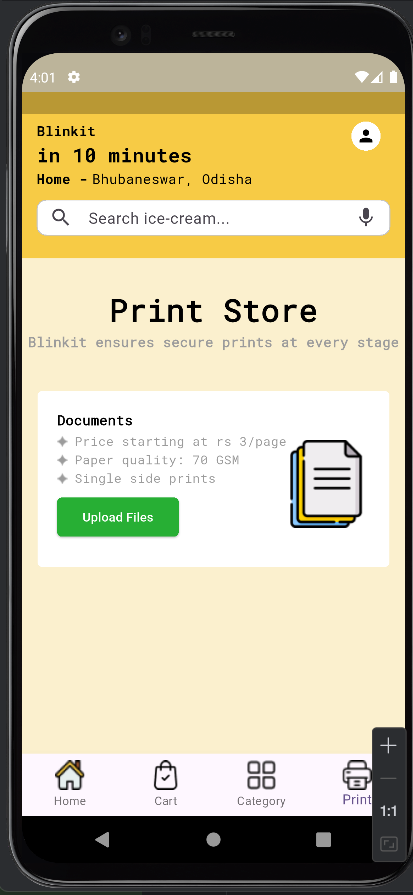 4:01
Blinkit
in 10 minutes
Home - Bhubaneswar, Odisha
Search ice-cream...
Print Store
Blinkit ensures secure prints at every stage
Documents
Price starting at rs 3/page
Paper quality: 70 GSM
Single side prints
Upload Files
Home Cart Category Print
1:1